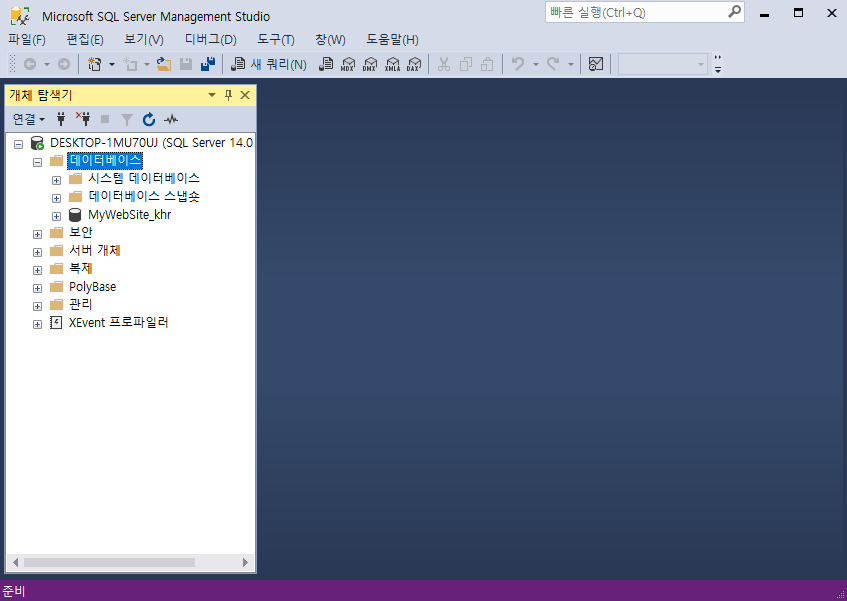 Microsoft SQL Server Management Studio
빠른 실행(Ctrl+Q)
파일(F) 편집(E) 보기(V) 디버그(D) 도구(T) 창(W) 도움말(H)
새 쿼리(N) MDX DMX XMLA DAX
개체 탐색기
연결
DESKTOP-1MU70UJ (SQL Server 14.0
데이터베이스
시스템 데이터베이스
데이터베이스 스냅숏
MyWebSite_khr
보안
서버 개체
복제
PolyBase
관리
XEvent 프로파일러
준비